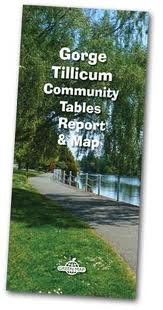 Gorge
Tillicum
Community
Tables
Report
& Map